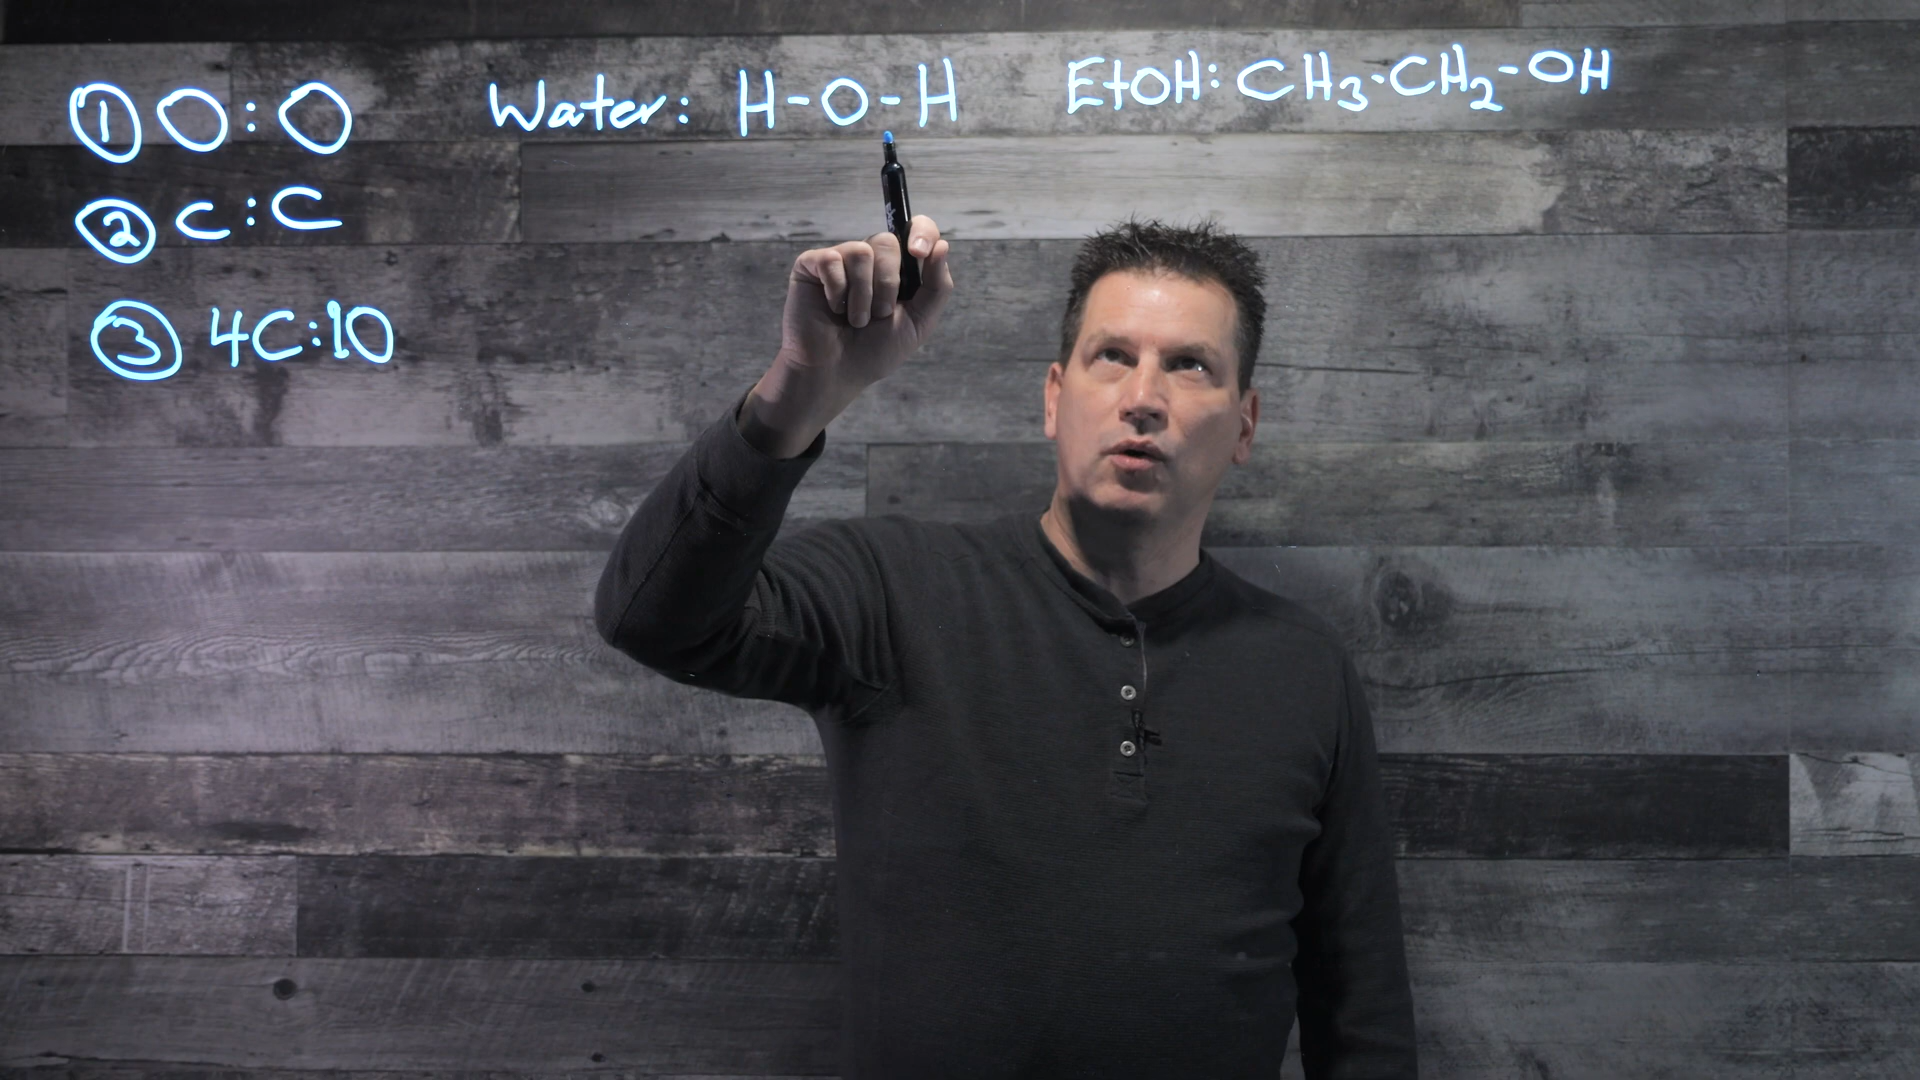 ① O : O
② C : C
③ 4C:1O
Water: H-O-H
EtOH: CH₃-CH₂-OH